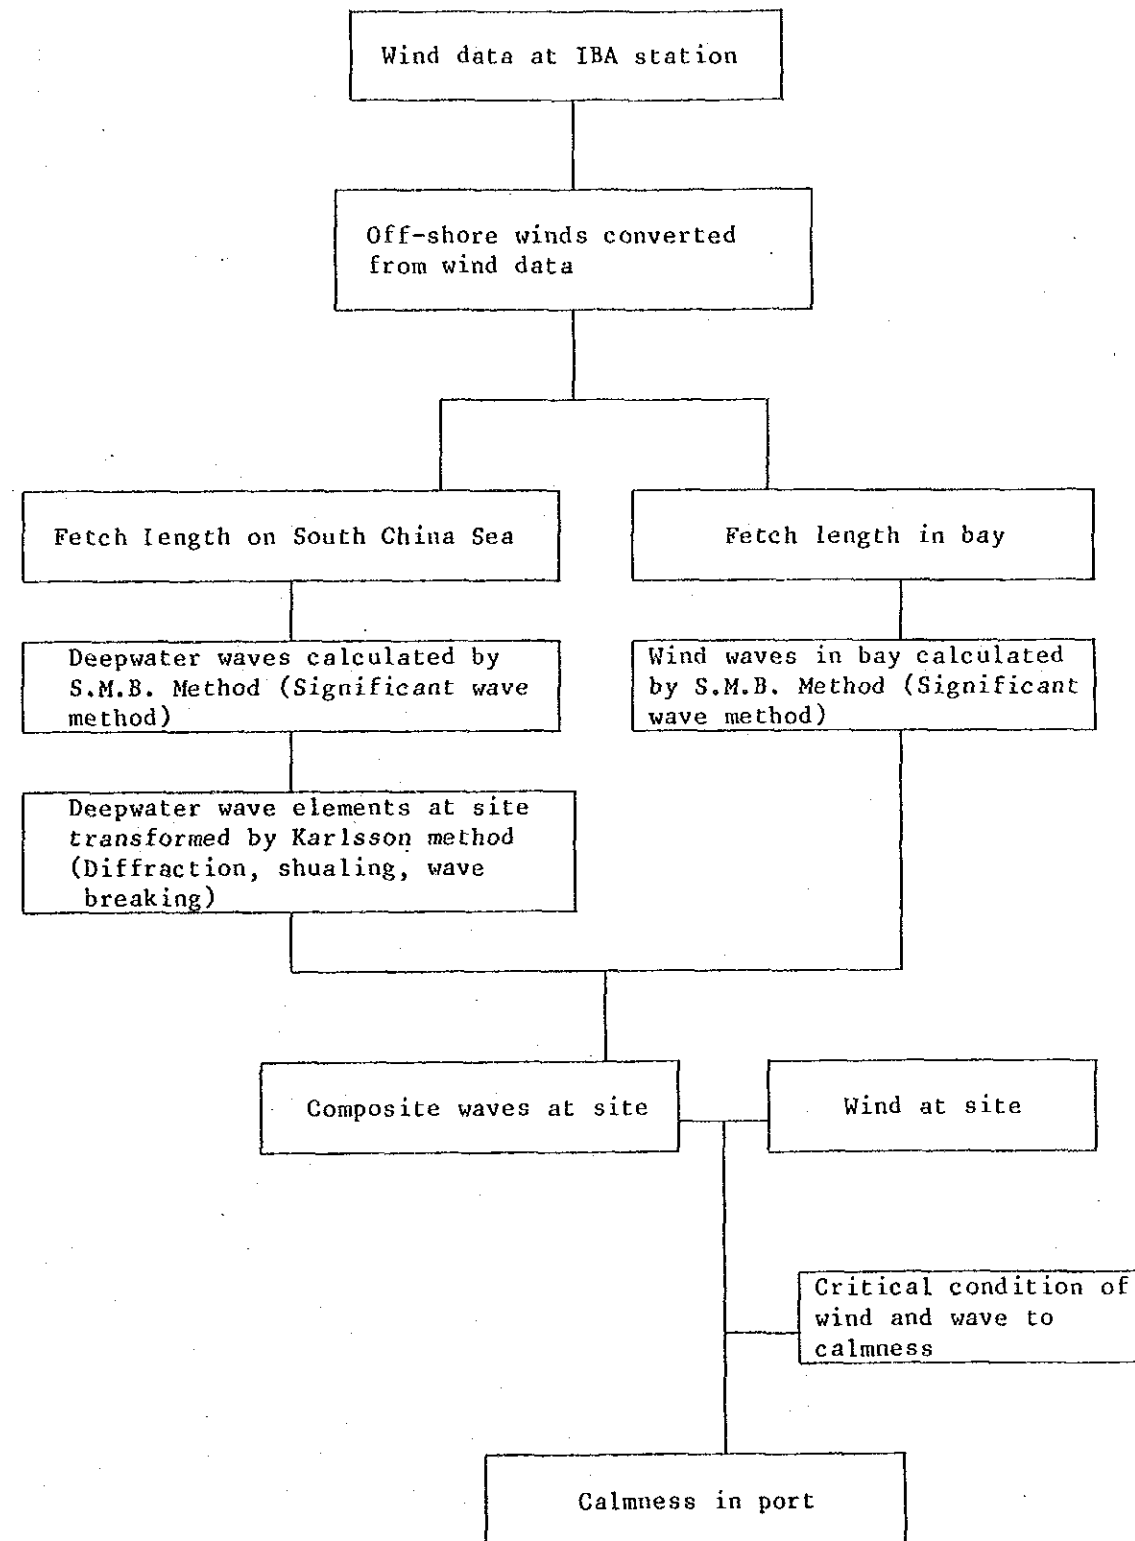 Wind data at IBA station
Off-shore winds converted
from wind data
Fetch length on South China Sea
Fetch length in bay
Deepwater waves calculated by
S.M.B. Method (Significant wave
method)
Wind waves in bay calculated
by S.M.B. Method (Significant
wave method)
Deepwater wave elements at site
transformed by Karlsson method
(Diffraction, shualing, wave
breaking)
Composite waves at site
Wind at site
Critical condition of
wind and wave to
calmness
Calmness in port